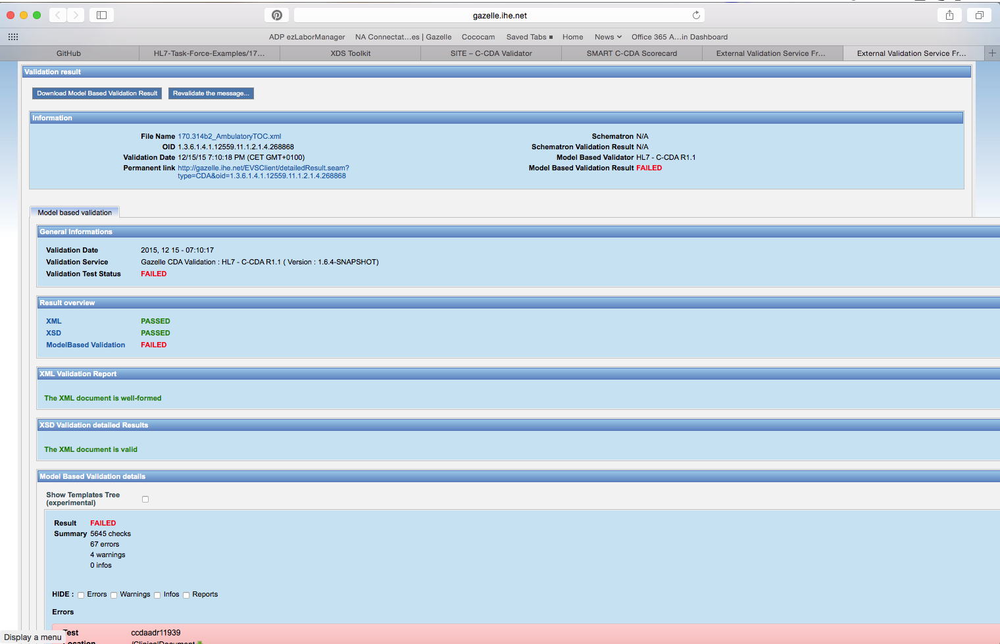 gazelle.ihe.net
ADP ezLaborManager NA Connectat...es | Gazelle Cococam Saved Tabs Home News Office 365 A...in Dashboard
GitHub HL7-Task-Force-Examples/17... XDS Toolkit SITE – C-CDA Validator SMART C-CDA Scorecard External Validation Service Fr... External Validation Service Fr...
Validation result
Download Model Based Validation Result Revalidate the message...
Information
File Name 170.314b2_AmbulatoryTOC.xml
OID 1.3.6.1.4.1.12559.11.1.2.1.4.268868
Validation Date 12/15/15 7:10:18 PM (CET GMT+0100)
Permanent link http://gazelle.ihe.net/EVSClient/detailedResult.seam?
type=CDA&oid=1.3.6.1.4.1.12559.11.1.2.1.4.268868
Schematron N/A
Schematron Validation Result N/A
Model Based Validator HL7 - C-CDA R1.1
Model Based Validation Result FAILED
Model based validation
General Informations
Validation Date 2015, 12 15 - 07:10:17
Validation Service Gazelle CDA Validation : HL7 - C-CDA R1.1 ( Version : 1.6.4-SNAPSHOT)
Validation Test Status FAILED
Result overview
XML PASSED
XSD PASSED
ModelBased Validation FAILED
XML Validation Report
The XML document is well-formed
XSD Validation detailed Results
The XML document is valid
Model Based Validation details
Show Templates Tree
(experimental)
Result FAILED
Summary 5645 checks
67 errors
4 warnings
0 infos
HIDE : Errors Warnings Infos Reports
Errors
Test ccdaadr11939
Location /ClinicalDocument
Display a menu